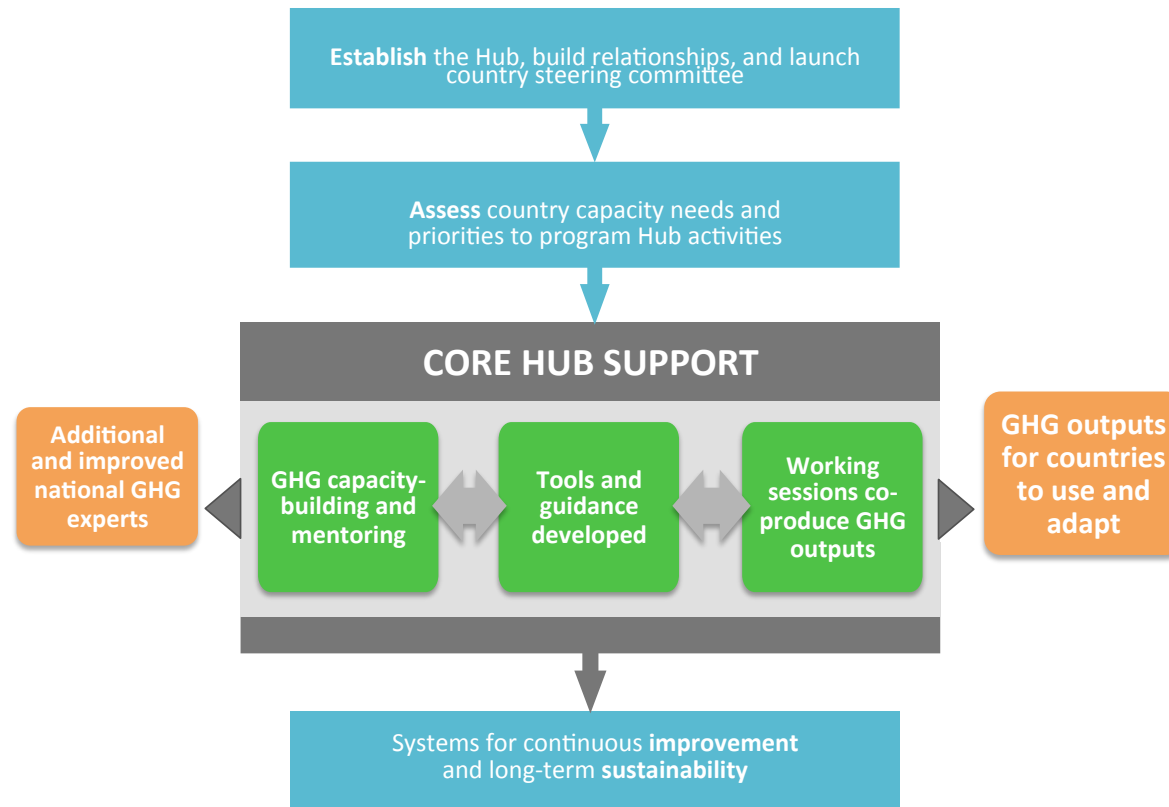 Establish the Hub, build relationships, and launch
country steering committee
Assess country capacity needs and
priorities to program Hub activities
CORE HUB SUPPORT
Additional
and improved
national GHG
experts
GHG capacity-
building and
mentoring
Tools and
guidance
developed
Working
sessions co-
produce GHG
outputs
GHG outputs
for countries
to use and
adapt
Systems for continuous improvement
and long-term sustainability